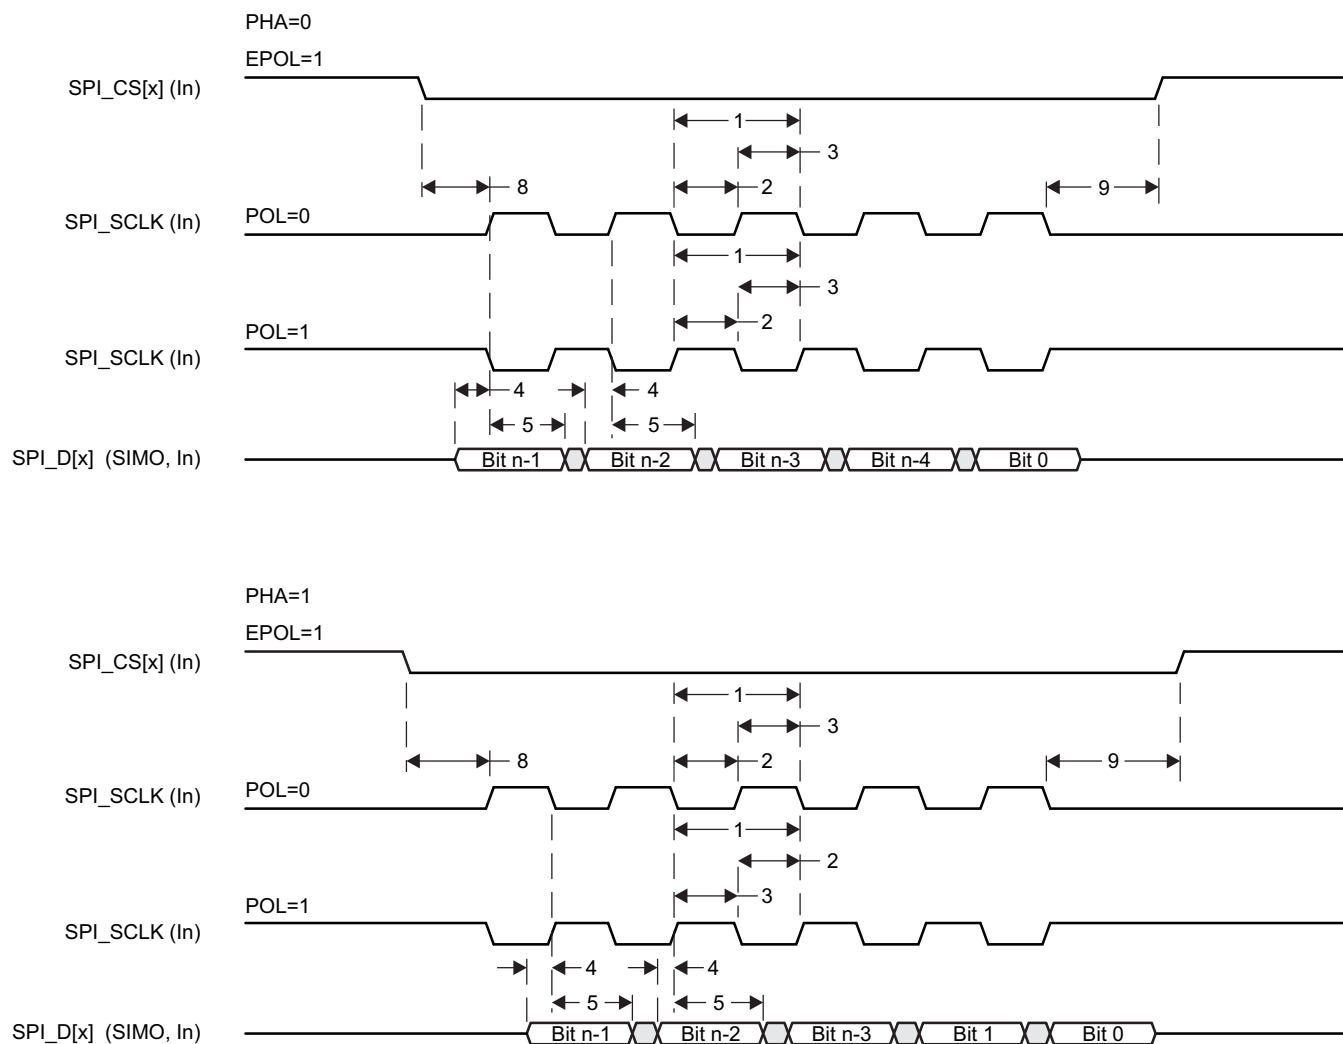 PHA=0
EPOL=1
SPI_CS[x] (In)
1
3
8
2
9
POL=0
SPI_SCLK (In)
1
3
2
POL=1
SPI_SCLK (In)
4
4
5
5
SPI_D[x] (SIMO, In)
Bit n-1
Bit n-2
Bit n-3
Bit n-4
Bit 0
PHA=1
EPOL=1
SPI_CS[x] (In)
1
3
8
2
9
POL=0
SPI_SCLK (In)
1
2
3
POL=1
SPI_SCLK (In)
4
4
5
5
SPI_D[x] (SIMO, In)
Bit n-1
Bit n-2
Bit n-3
Bit 1
Bit 0